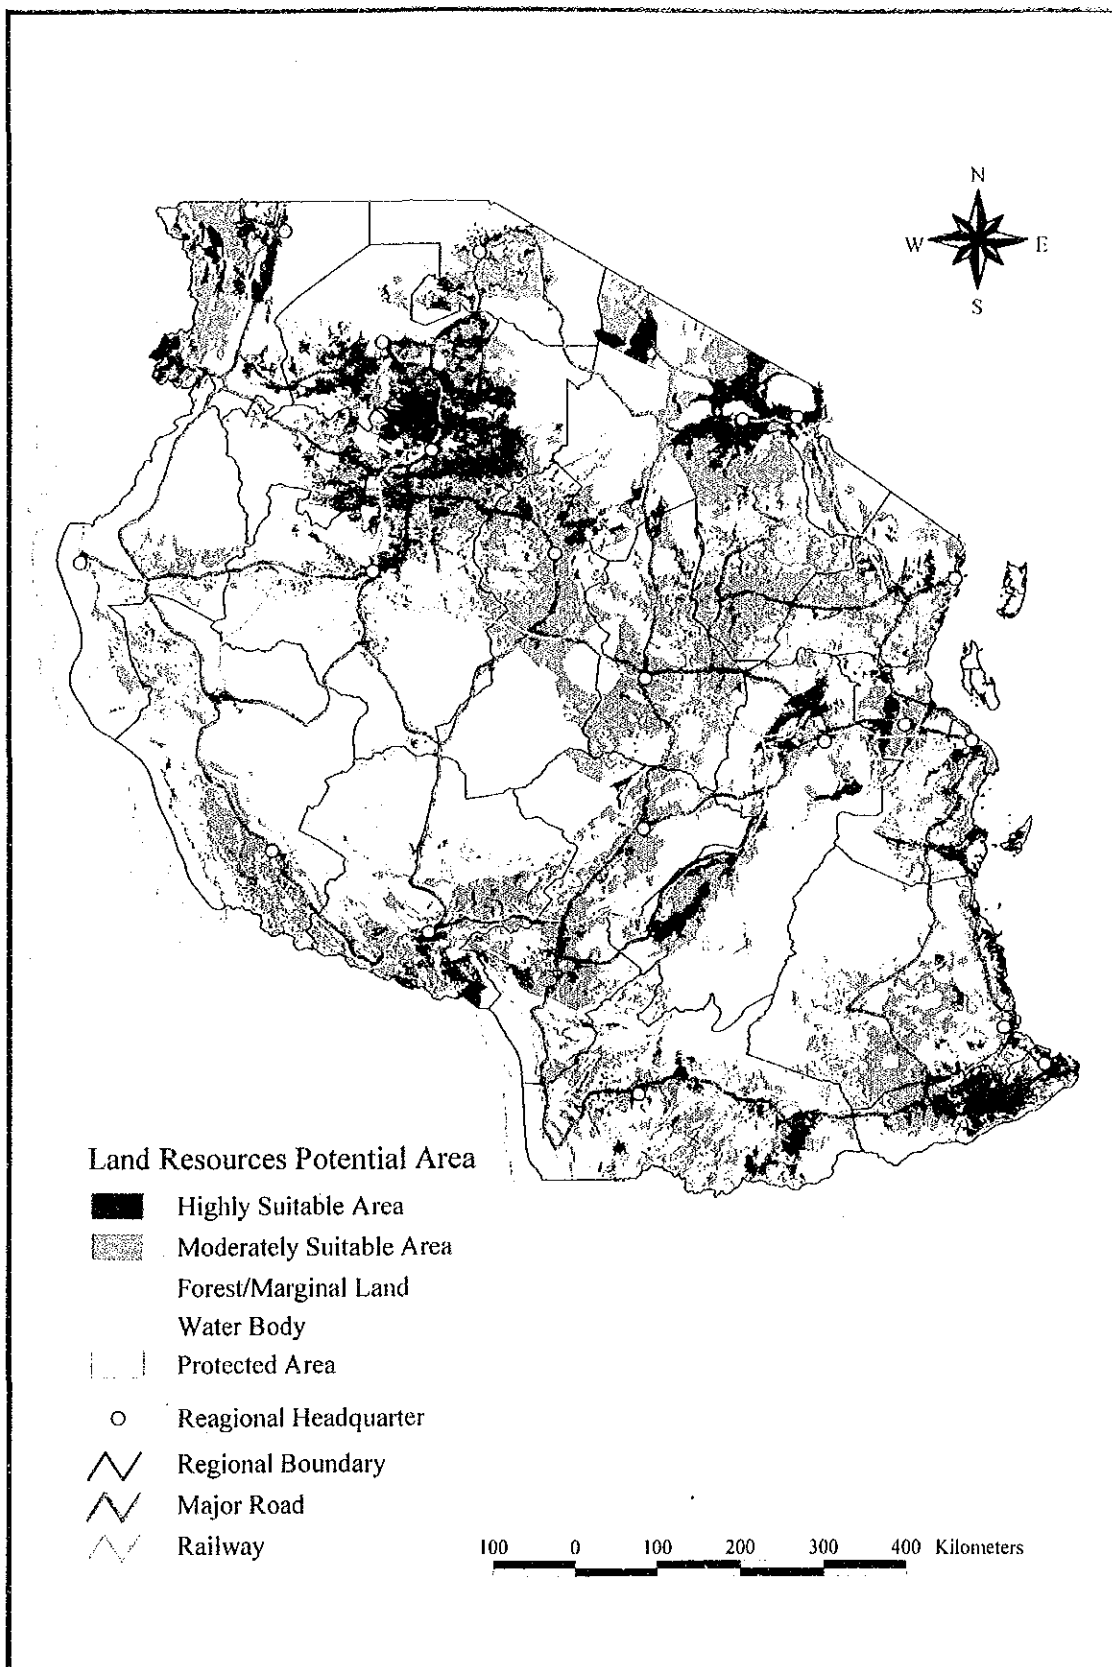 N
W E
S
Land Resources Potential Area
Highly Suitable Area
Moderately Suitable Area
Forest/Marginal Land
Water Body
Protected Area
Reagional Headquarter
Regional Boundary
Major Road
Railway
100 0 100 200 300 400 Kilometers